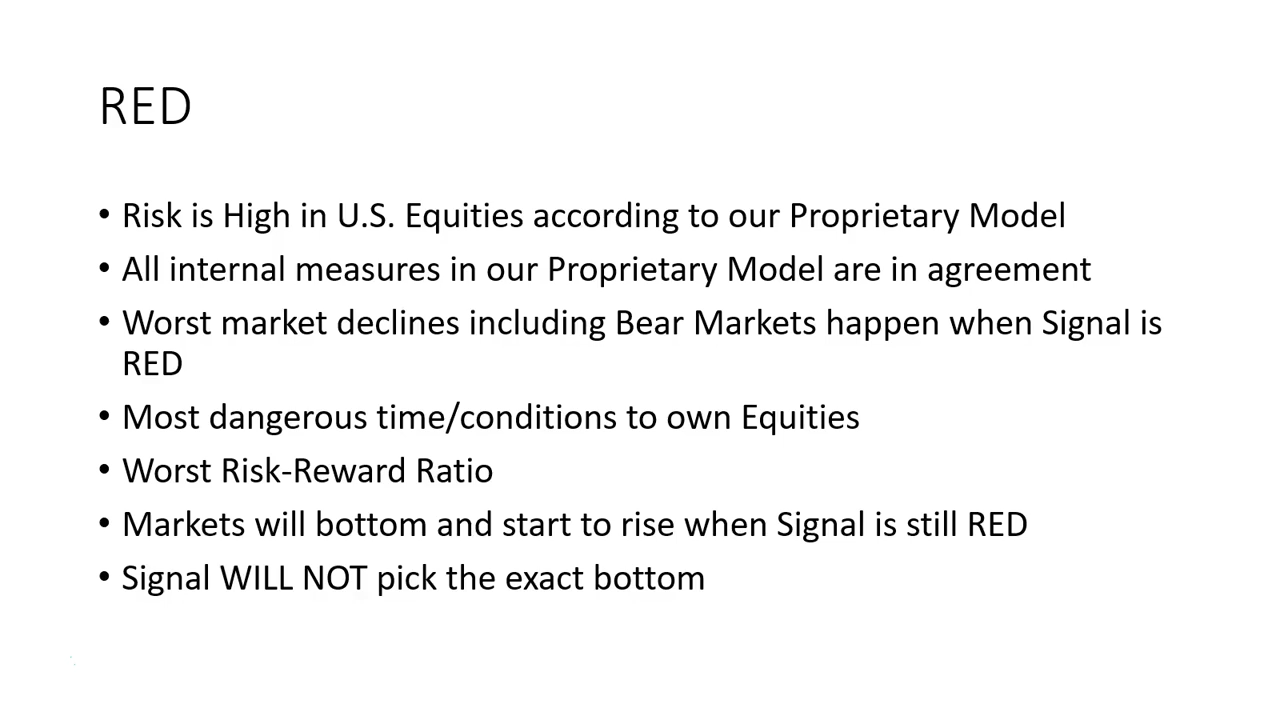 RED
• Risk is High in U.S. Equities according to our Proprietary Model
• All internal measures in our Proprietary Model are in agreement
• Worst market declines including Bear Markets happen when Signal is
RED
• Most dangerous time/conditions to own Equities
• Worst Risk-Reward Ratio
• Markets will bottom and start to rise when Signal is still RED
• Signal WILL NOT pick the exact bottom